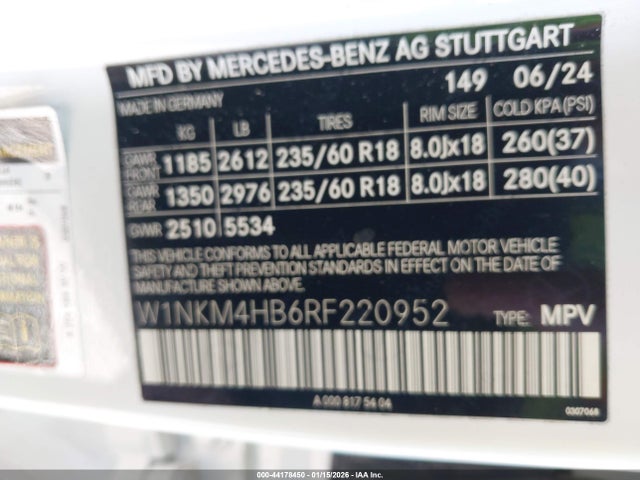 MFD BY MERCEDES-BENZ AG STUTTGART
149 06/24
MADE IN GERMANY
KG LB TIRES RIM SIZE COLD KPA (PSI)
GAWR FRONT 1185 2612 235/60 R18 8.0Jx18 260(37)
GAWR REAR 1350 2976 235/60 R18 8.0Jx18 280(40)
GVWR 2510 5534
THIS VEHICLE CONFORMS TO ALL APPLICABLE FEDERAL MOTOR VEHICLE
SAFETY AND THEFT PREVENTION STANDARDS IN EFFECT ON THE DATE OF
MANUFACTURE SHOWN ABOVE.
W1NKM4HB6RF220952 TYPE: MPV
A 000 817 54 04
0307068
000-44178450 - 01/15/2026 - IAA Inc.